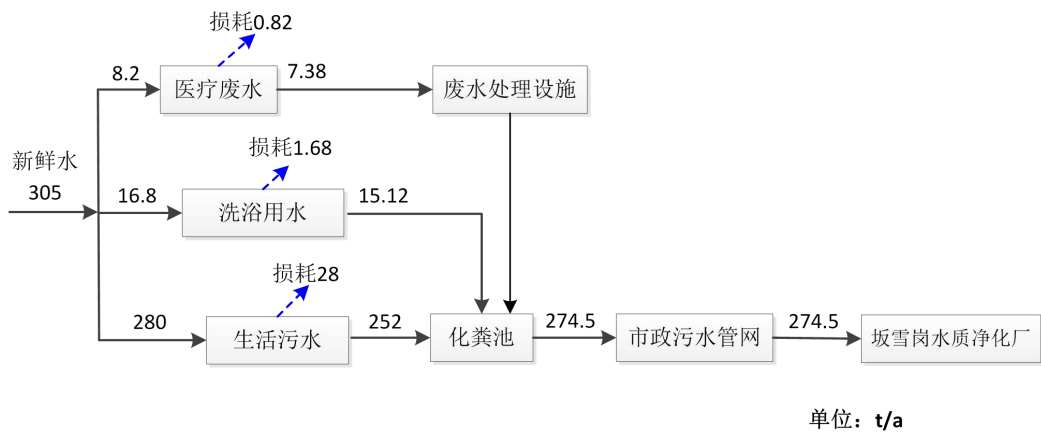 损耗0.82
8.2
医疗废水
7.38
废水处理设施
新鲜水
305
损耗1.68
16.8
洗浴用水
15.12
损耗28
280
生活污水
252
化粪池
274.5
市政污水管网
274.5
坂雪岗水质净化厂
单位：t/a